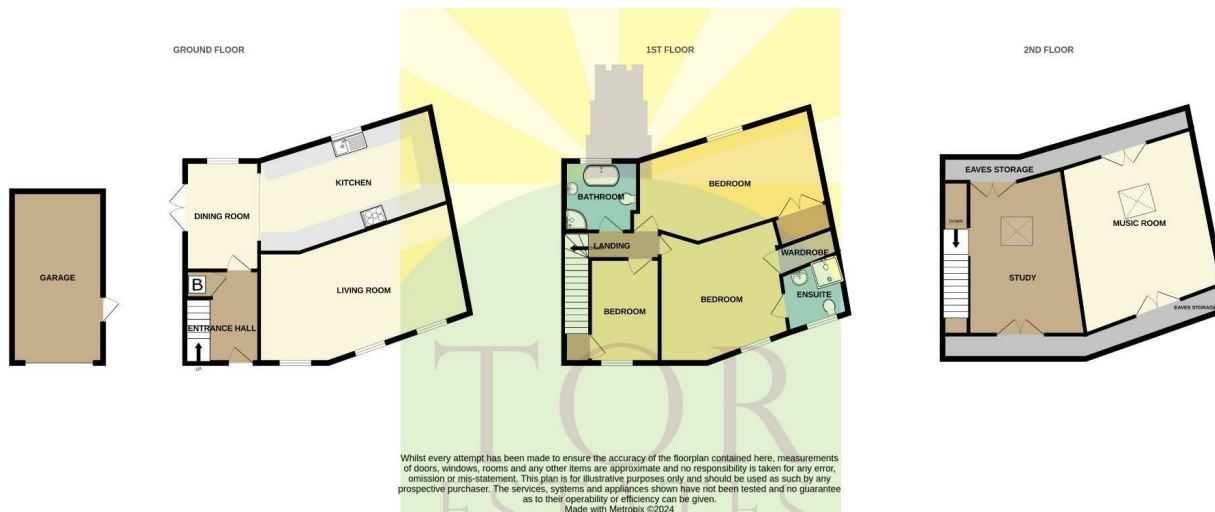 GROUND FLOOR
1ST FLOOR
2ND FLOOR
GARAGE
KITCHEN
DINING ROOM
B
LIVING ROOM
ENTRANCE HALL
UP
BEDROOM
BATHROOM
LANDING
WARDROBE
BEDROOM
ENSUITE
BEDROOM
EAVES STORAGE
MUSIC ROOM
DOWN
STUDY
EAVES STORAGE
TOR
ESTATES
Whilst every attempt has been made to ensure the accuracy of the floorplan contained here, measurements
of doors, windows, rooms and any other items are approximate and no responsibility is taken for any error,
omission or mis-statement. This plan is for illustrative purposes only and should be used as such by any
prospective purchaser. The services, systems and appliances shown have not been tested and no guarantee
as to their operability or efficiency can be given.
Made with Metropix ©2024